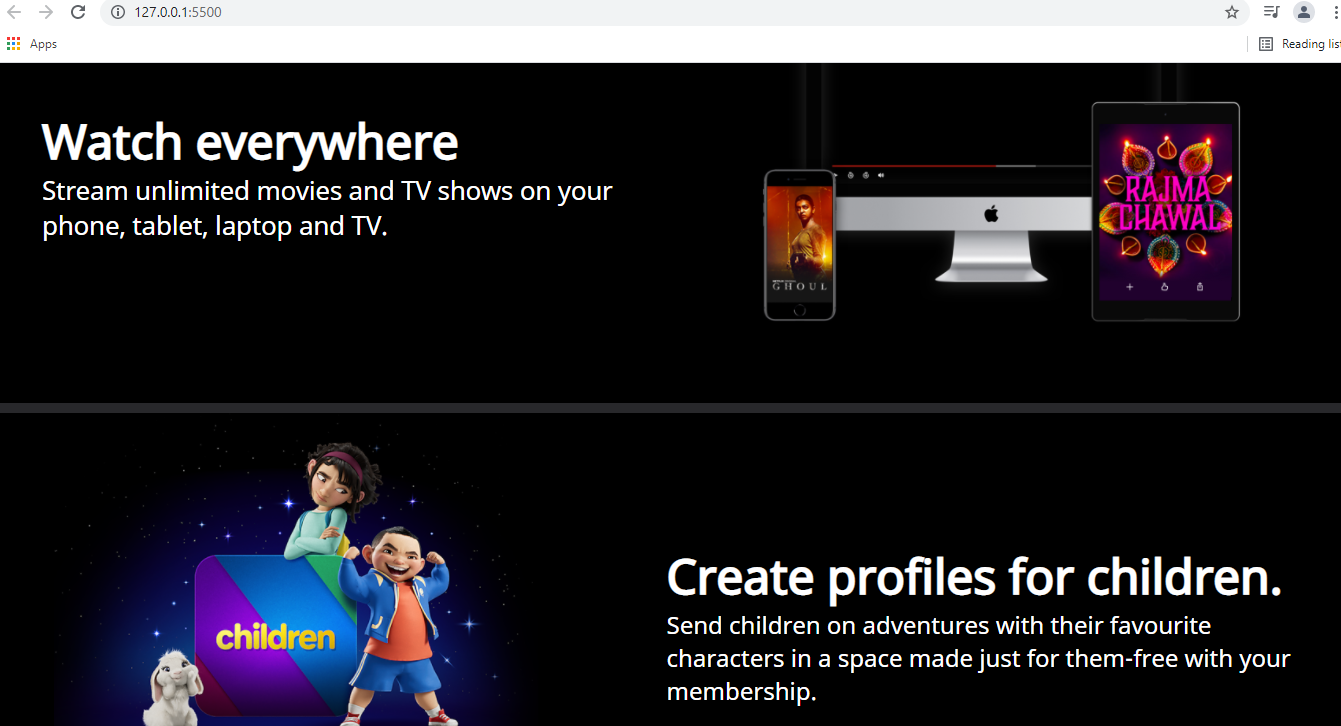 127.0.0.1:5500
Apps
Reading list
Watch everywhere
Stream unlimited movies and TV shows on your
phone, tablet, laptop and TV.
GHOUL
RAJMA
CHAWAL
children
Create profiles for children.
Send children on adventures with their favourite
characters in a space made just for them-free with your
membership.